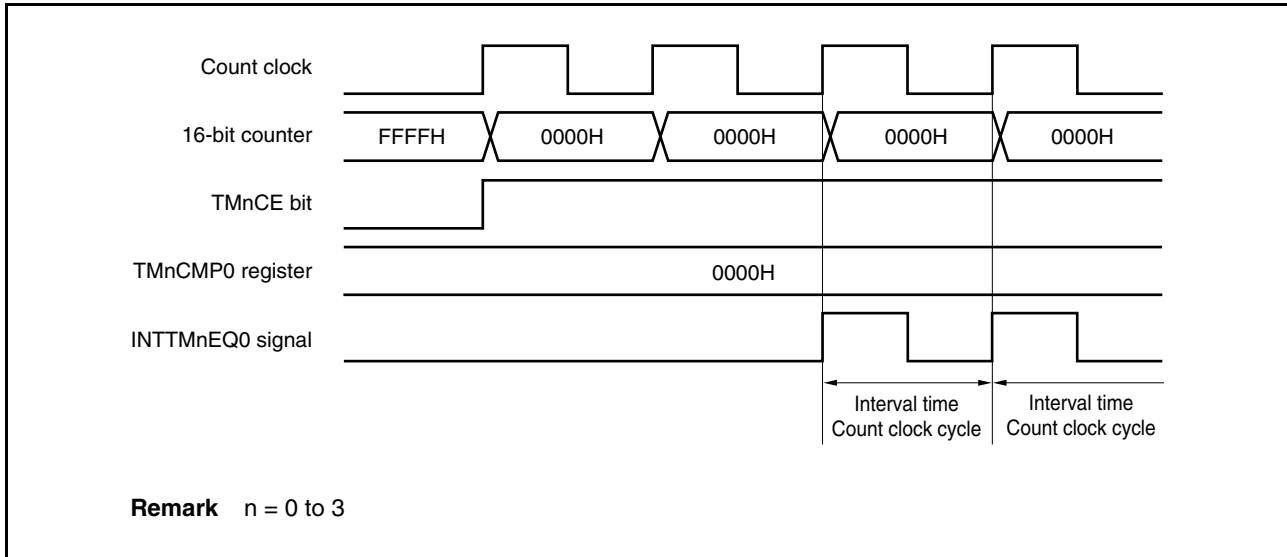 Count clock
16-bit counter FFFFH 0000H 0000H 0000H 0000H
TMnCE bit
TMnCMP0 register 0000H
INTTMnEQ0 signal
Interval time Interval time
Count clock cycle Count clock cycle
Remark n = 0 to 3